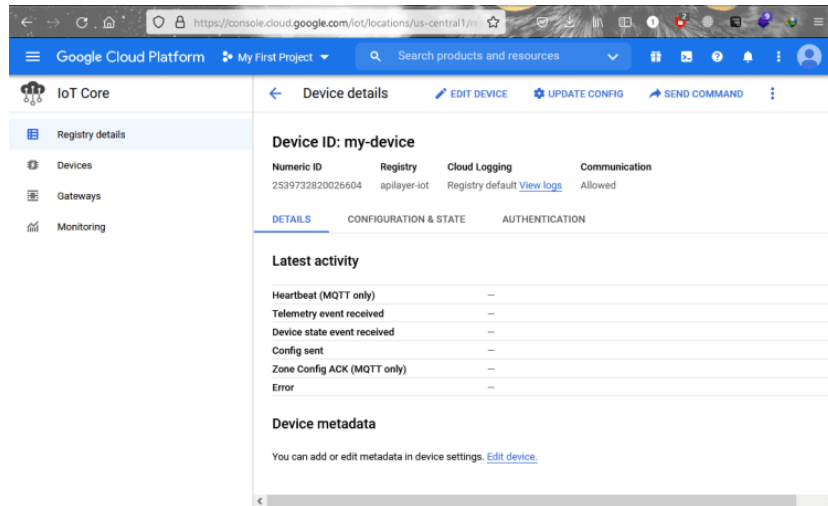 https://console.cloud.google.com/iot/locations/us-central1/re
Google Cloud Platform My First Project Search products and resources
IoT Core
Device details EDIT DEVICE UPDATE CONFIG SEND COMMAND
Registry details
Devices
Gateways
Monitoring
Device ID: my-device
Numeric ID Registry Cloud Logging Communication
2539732820026604 apilayer-iot Registry default View logs Allowed
DETAILS CONFIGURATION & STATE AUTHENTICATION
Latest activity
Heartbeat (MQTT only) —
Telemetry event received —
Device state event received —
Config sent —
Zone Config ACK (MQTT only) —
Error —
Device metadata
You can add or edit metadata in device settings. Edit device.